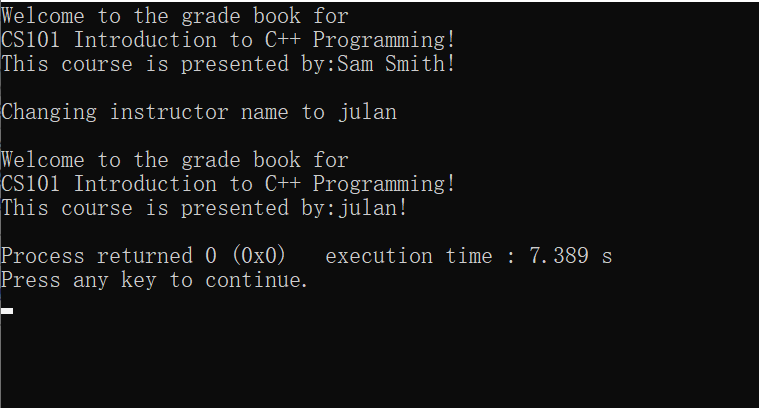 Welcome to the grade book for
CS101 Introduction to C++ Programming!
This course is presented by:Sam Smith!
Changing instructor name to julan
Welcome to the grade book for
CS101 Introduction to C++ Programming!
This course is presented by:julan!
Process returned 0 (0x0)   execution time : 7.389 s
Press any key to continue.